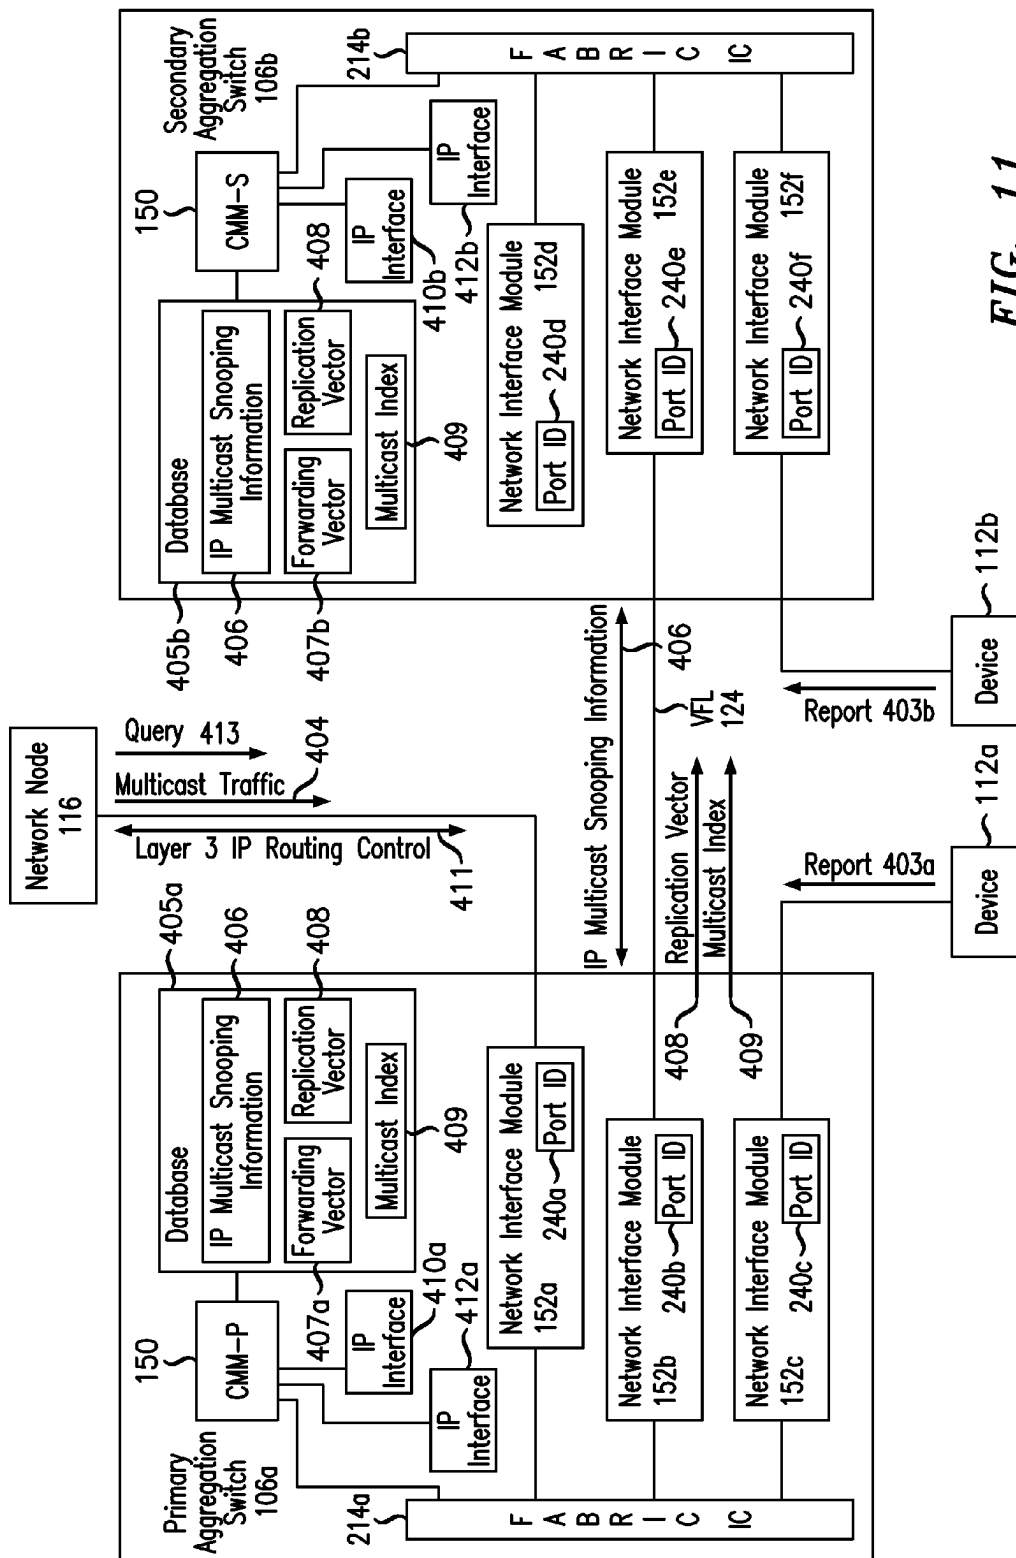 Network Node
116
Query 413
Multicast Traffic
404
Layer 3 IP Routing Control
411
Primary
Aggregation
Switch
106a
150
CMM-P
214a
FABRIC IC
Database
405a
IP Multicast Snooping
Information
406
Forwarding
Vector
407a
Replication
Vector
408
Multicast Index
409
IP
Interface
410a
IP
Interface
412a
Network Interface Module
152a
240a
Port ID
Network Interface Module
152b
240b
Port ID
Network Interface Module
152c
240c
Port ID
IP Multicast Snooping Information
406
VFL
124
Replication Vector
408
Multicast Index
409
Report 403a
Device
112a
Report 403b
Device
112b
Secondary
Aggregation
Switch
106b
150
CMM-S
214b
FABRIC IC
Database
405b
IP Multicast Snooping
Information
406
Forwarding
Vector
407b
Replication
Vector
408
Multicast Index
409
IP
Interface
410b
IP
Interface
412b
Network Interface Module
152d
Port ID
240d
Network Interface Module
152e
Port ID
240e
Network Interface Module
152f
Port ID
240f
FIG. 11